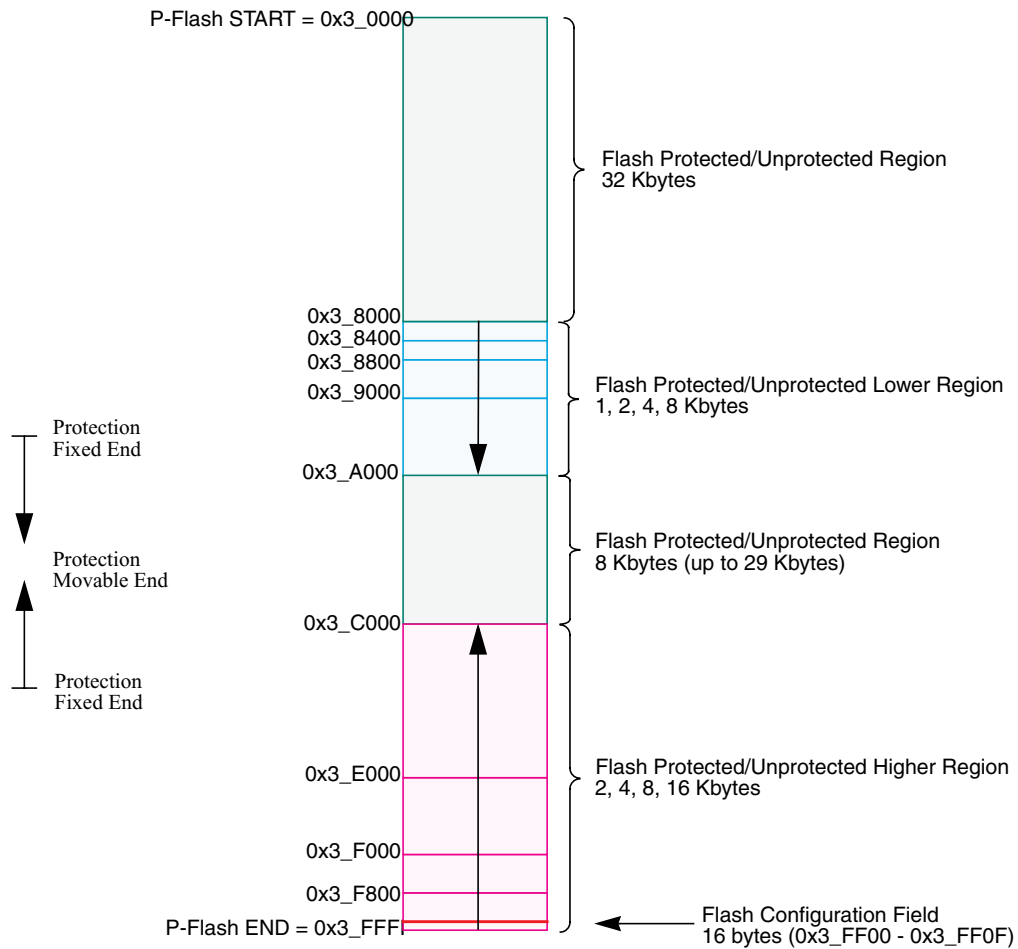 P-Flash START = 0x3_0000
Flash Protected/Unprotected Region
32 Kbytes
0x3_8000
0x3_8400
0x3_8800
0x3_9000
Flash Protected/Unprotected Lower Region
1, 2, 4, 8 Kbytes
Protection
Fixed End
0x3_A000
Flash Protected/Unprotected Region
8 Kbytes (up to 29 Kbytes)
Protection
Movable End
0x3_C000
Protection
Fixed End
Flash Protected/Unprotected Higher Region
2, 4, 8, 16 Kbytes
0x3_E000
0x3_F000
0x3_F800
Flash Configuration Field
16 bytes (0x3_FF00 - 0x3_FF0F)
P-Flash END = 0x3_FFF